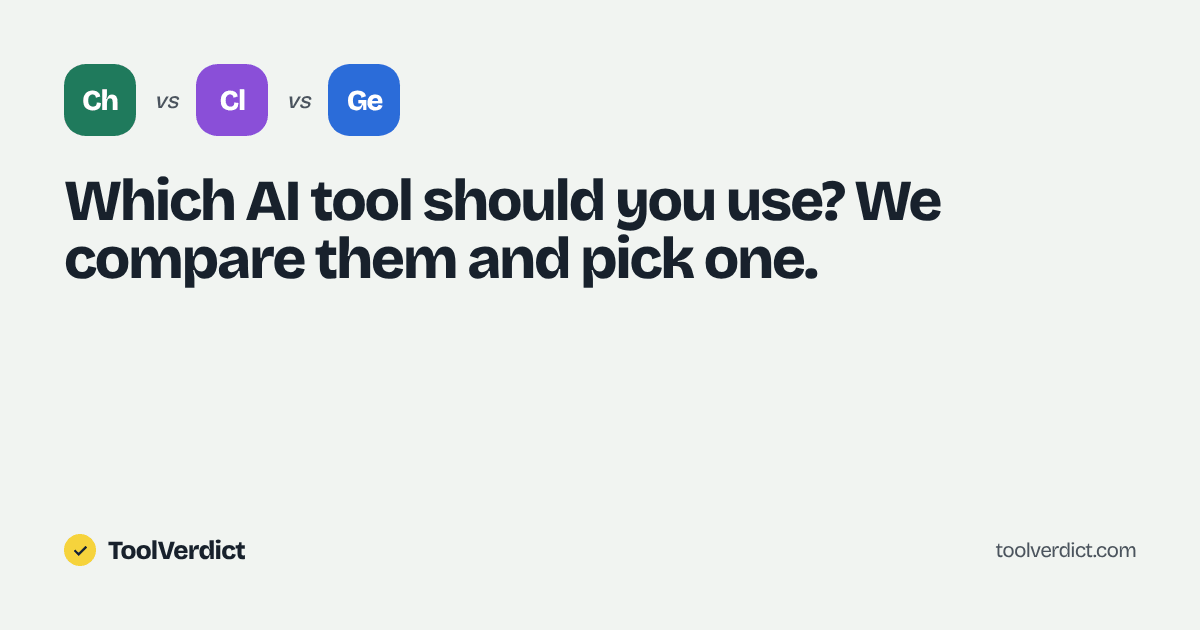 Ch vs Cl vs Ge
Which AI tool should you use? We
compare them and pick one.
ToolVerdict
toolverdict.com